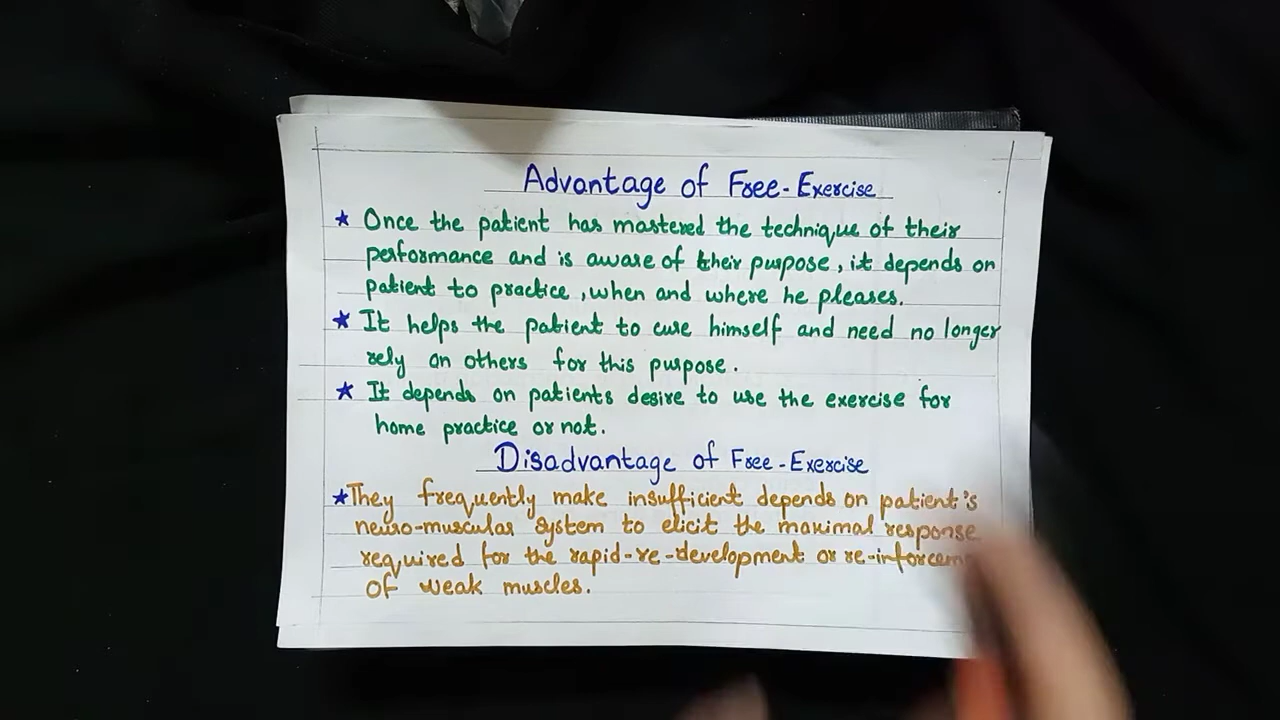 Advantage of Free-Exercise
★ Once the patient has mastered the technique of their
performance and is aware of their purpose, it depends on
patient to practice, when and where he pleases.
★ It helps the patient to cure himself and need no longer
rely on others for this purpose.
★ It depends on patients desire to use the exercise for
home practice or not.
Disadvantage of Free-Exercise
★ They frequently make insufficient depends on patient's
neuro-muscular system to elicit the maximal response
required for the rapid-re-development or
of weak muscles.